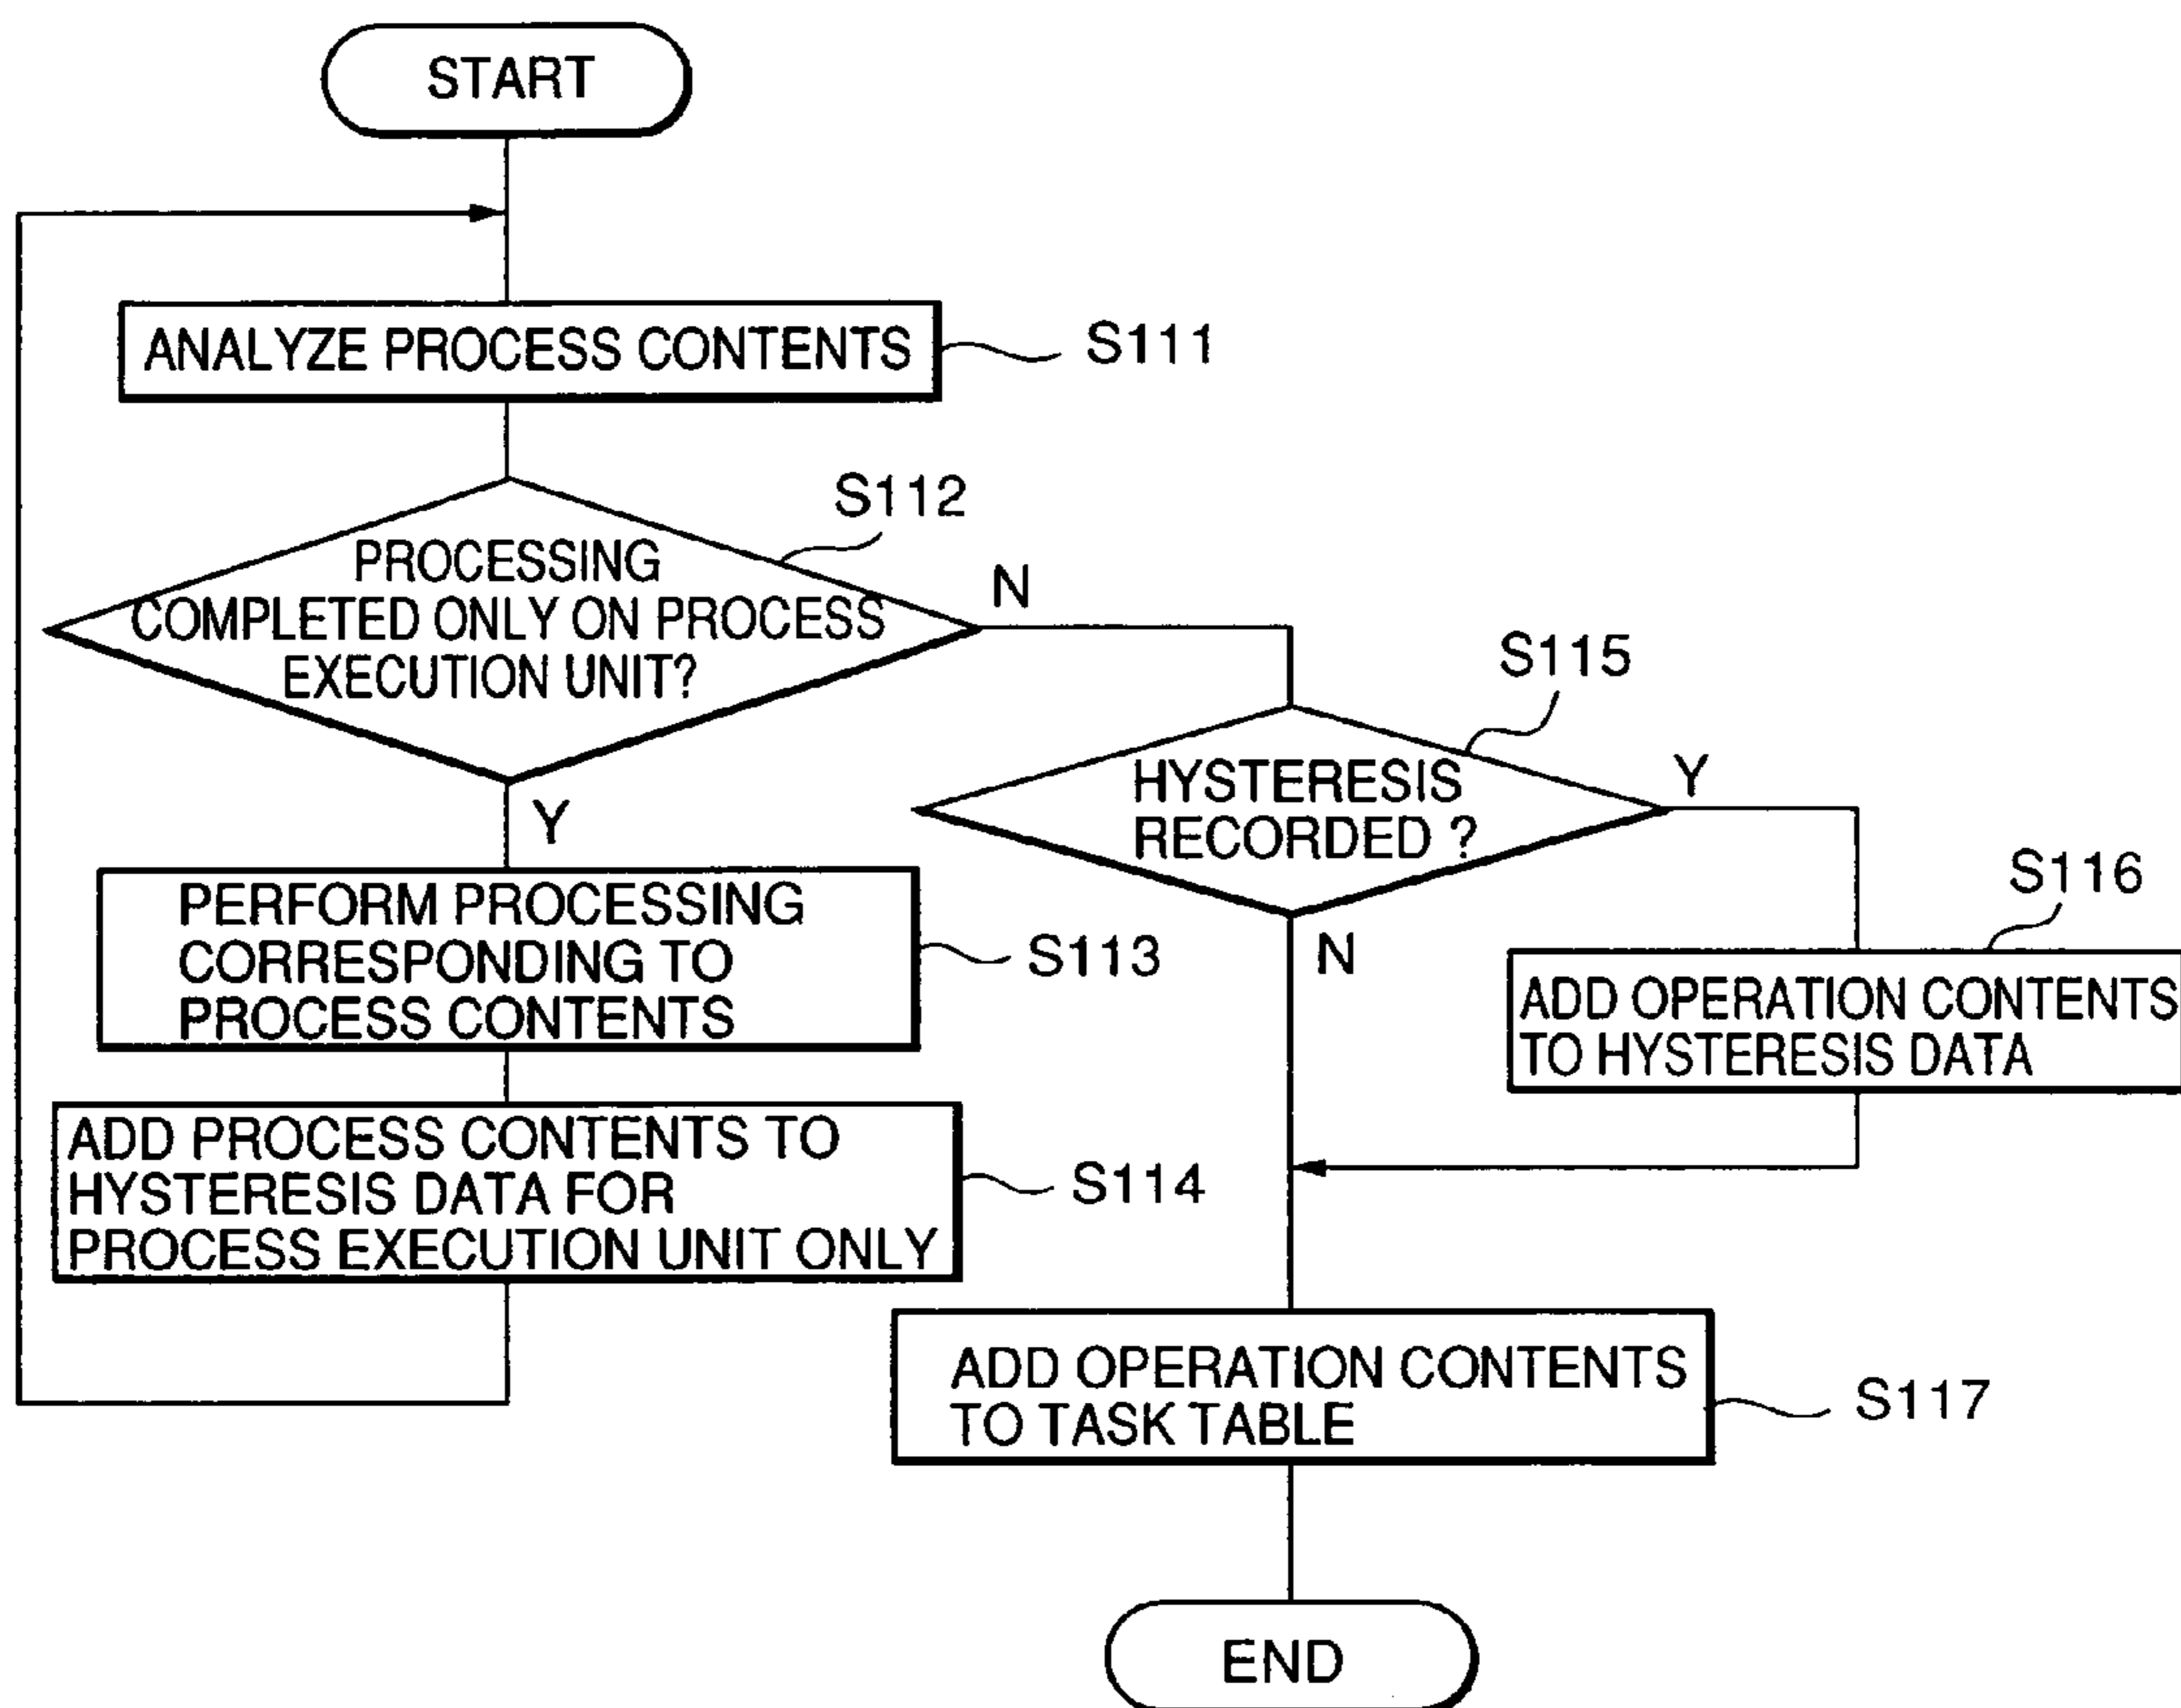 START
ANALYZE PROCESS CONTENTS
S111
S112
PROCESSING
COMPLETED ONLY ON PROCESS
EXECUTION UNIT?
N
Y
S115
HYSTERESIS
RECORDED ?
Y
N
PERFORM PROCESSING
CORRESPONDING TO
PROCESS CONTENTS
S113
S116
ADD OPERATION CONTENTS
TO HYSTERESIS DATA
ADD PROCESS CONTENTS TO
HYSTERESIS DATA FOR
PROCESS EXECUTION UNIT ONLY
S114
ADD OPERATION CONTENTS
TO TASK TABLE
S117
END